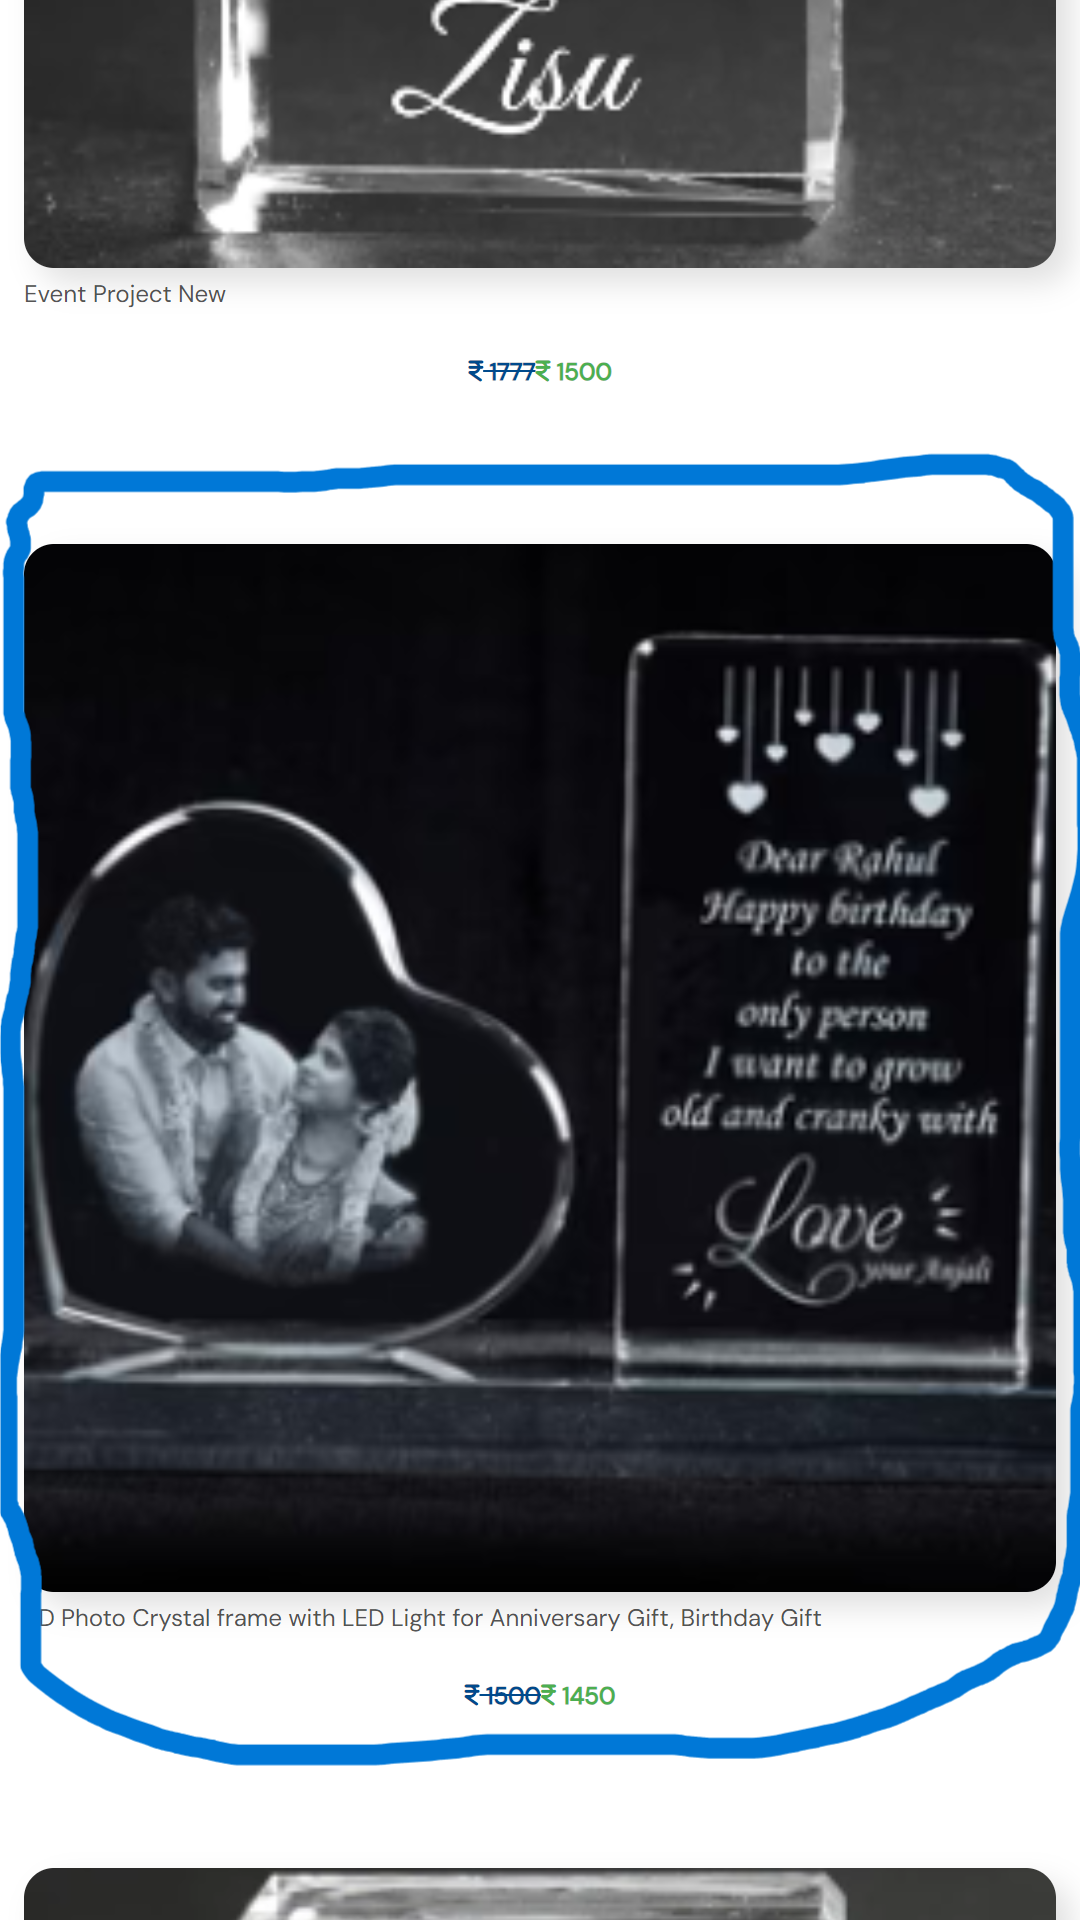 Zisu
Event Project New
₹ 1777₹ 1500
Dear Rahul
Happy birthday
to the
only person
I want to grow
old and cranky with
Love
your Anjali
D Photo Crystal frame with LED Light for Anniversary Gift, Birthday Gift
₹ 1500₹ 1450